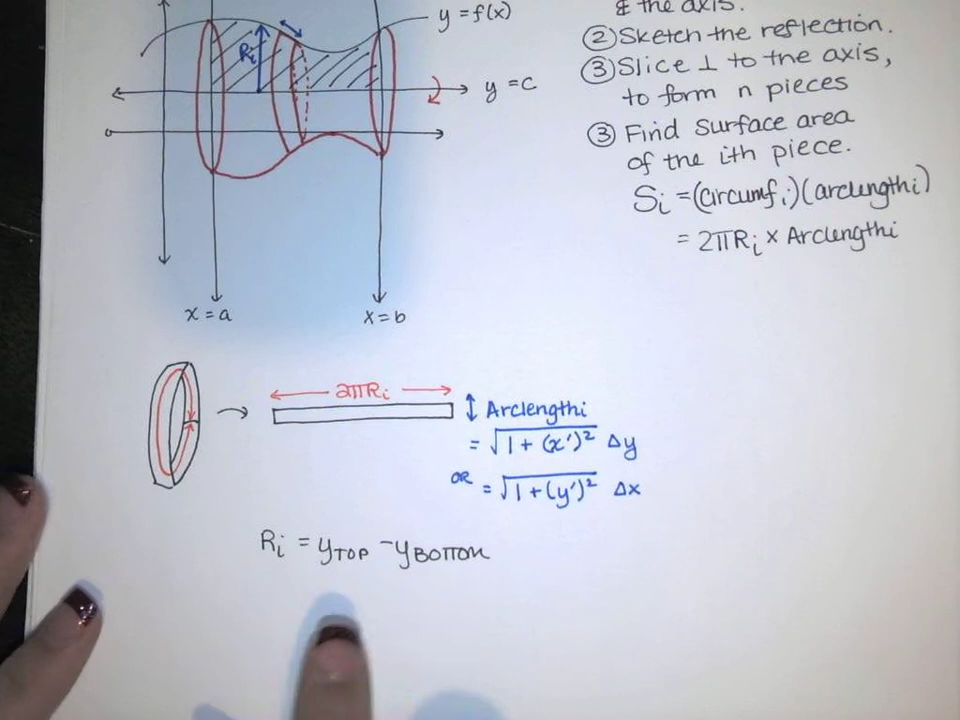 y = f(x)
Ri
y = c
x = a
x = b
& the axis.
② Sketch the reflection.
③ Slice ⊥ to the axis,
to form n pieces
③ Find surface area
of the ith piece.
Si = (circumf i)(arclengthi)
= 2πRi × Arclengthi
2πRi
Arclengthi
= √(1 + (x')²) Δy
OR = √(1 + (y')²) Δx
Ri = yTOP - yBOTTOM